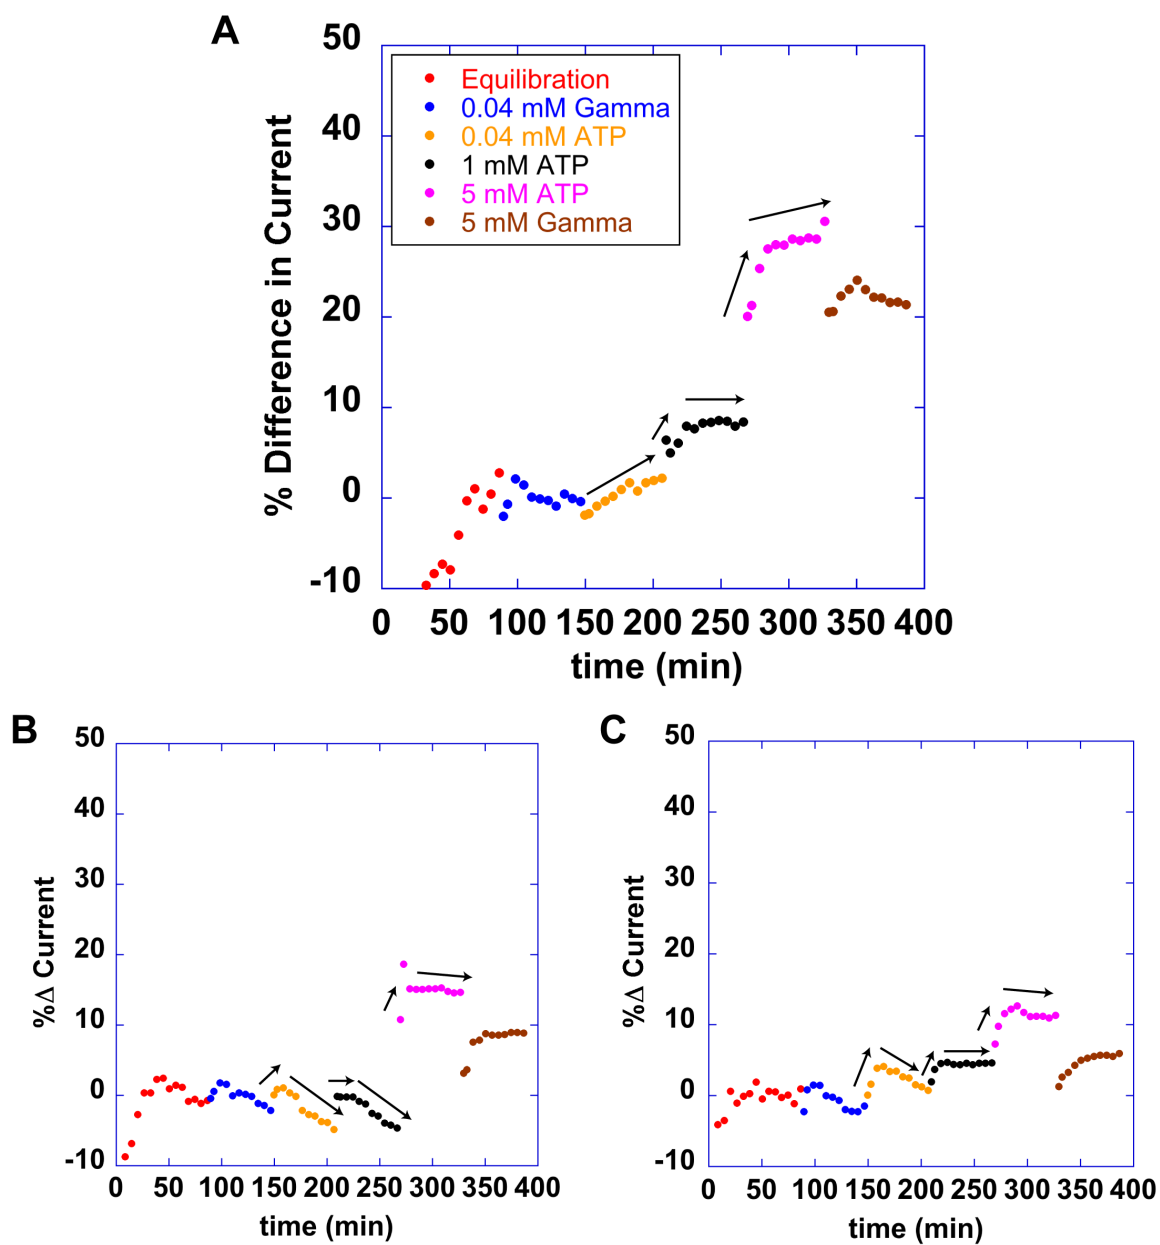 A
50
40
30
20
10
0
-10
% Difference in Current
Equilibration
0.04 mM Gamma
0.04 mM ATP
1 mM ATP
5 mM ATP
5 mM Gamma
0 50 100 150 200 250 300 350 400
time (min)
B
50
40
30
20
10
0
-10
%Δ Current
0 50 100 150 200 250 300 350 400
time (min)
C
50
40
30
20
10
0
-10
%Δ Current
0 50 100 150 200 250 300 350 400
time (min)